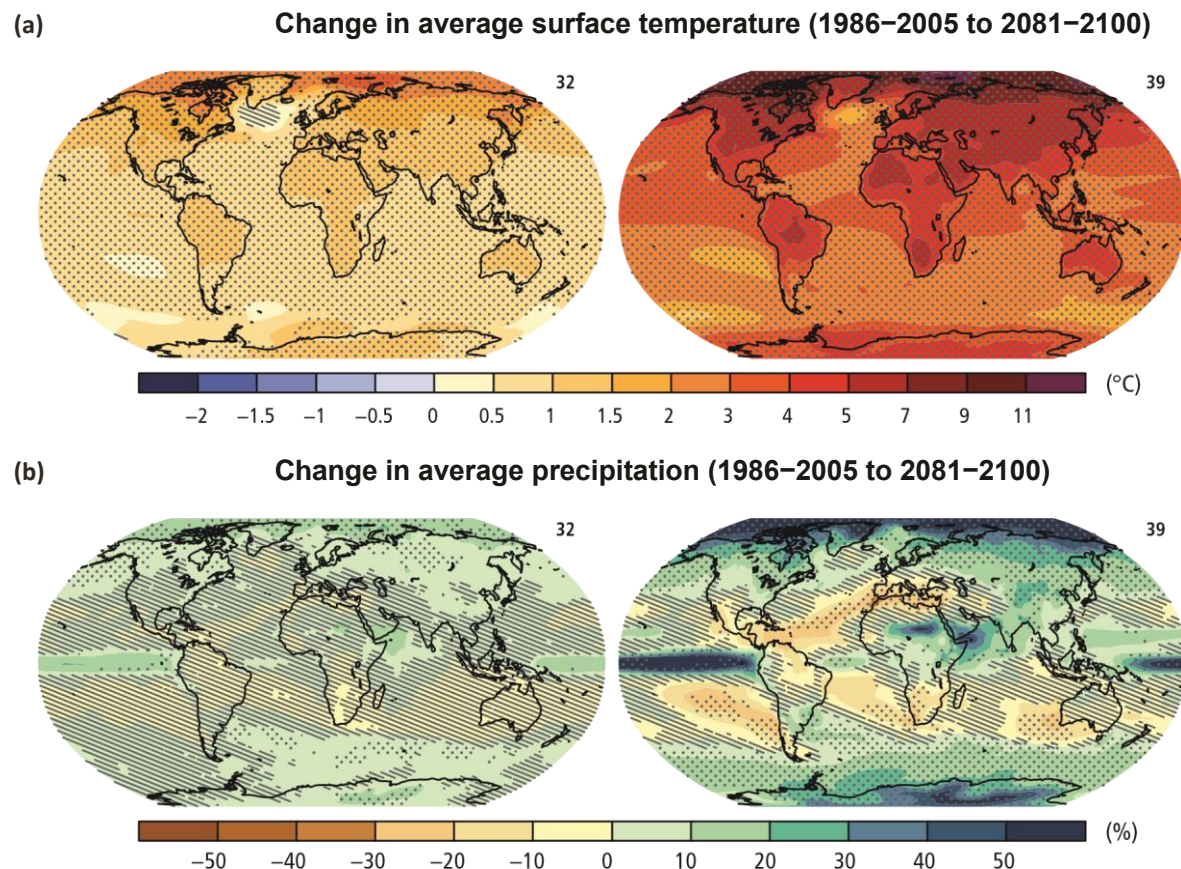 (a) Change in average surface temperature (1986−2005 to 2081−2100)
32 39
−2 −1.5 −1 −0.5 0 0.5 1 1.5 2 3 4 5 7 9 11 (°C)
(b) Change in average precipitation (1986−2005 to 2081−2100)
32 39
−50 −40 −30 −20 −10 0 10 20 30 40 50 (%)